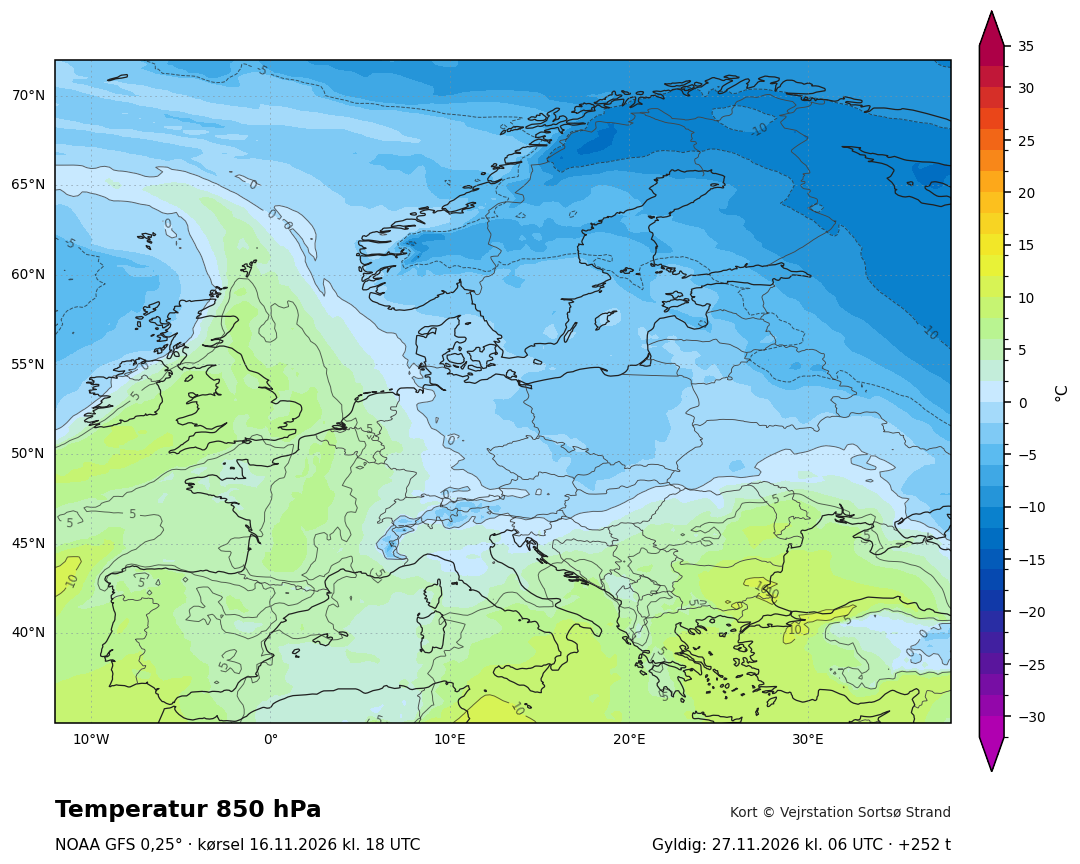 70°N
65°N
60°N
55°N
50°N
45°N
40°N
10°W
0°
10°E
20°E
30°E
35
30
25
20
15
10
5
0
−5
−10
−15
−20
−25
−30
°C
Temperatur 850 hPa
Kort © Vejrstation Sortsø Strand
NOAA GFS 0,25° · kørsel 16.11.2026 kl. 18 UTC
Gyldig: 27.11.2026 kl. 06 UTC · +252 t